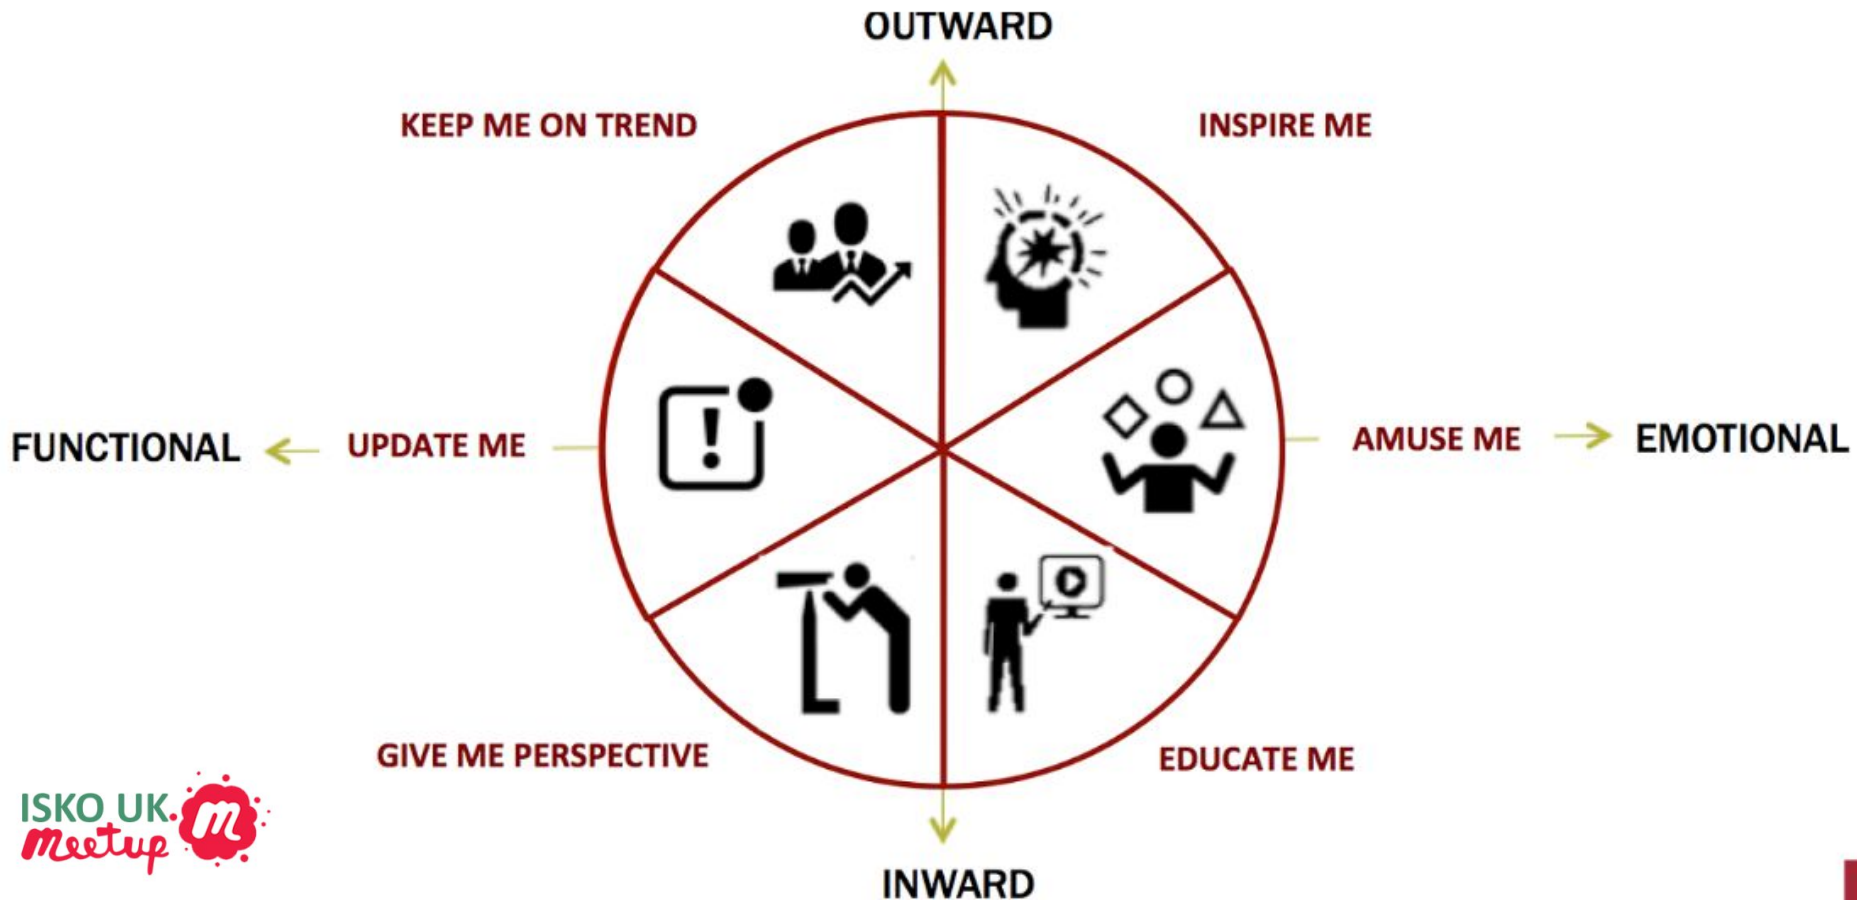 OUTWARD
KEEP ME ON TREND
INSPIRE ME
FUNCTIONAL
UPDATE ME
!
AMUSE ME
EMOTIONAL
GIVE ME PERSPECTIVE
EDUCATE ME
ISKO UK
meetup
m
INWARD